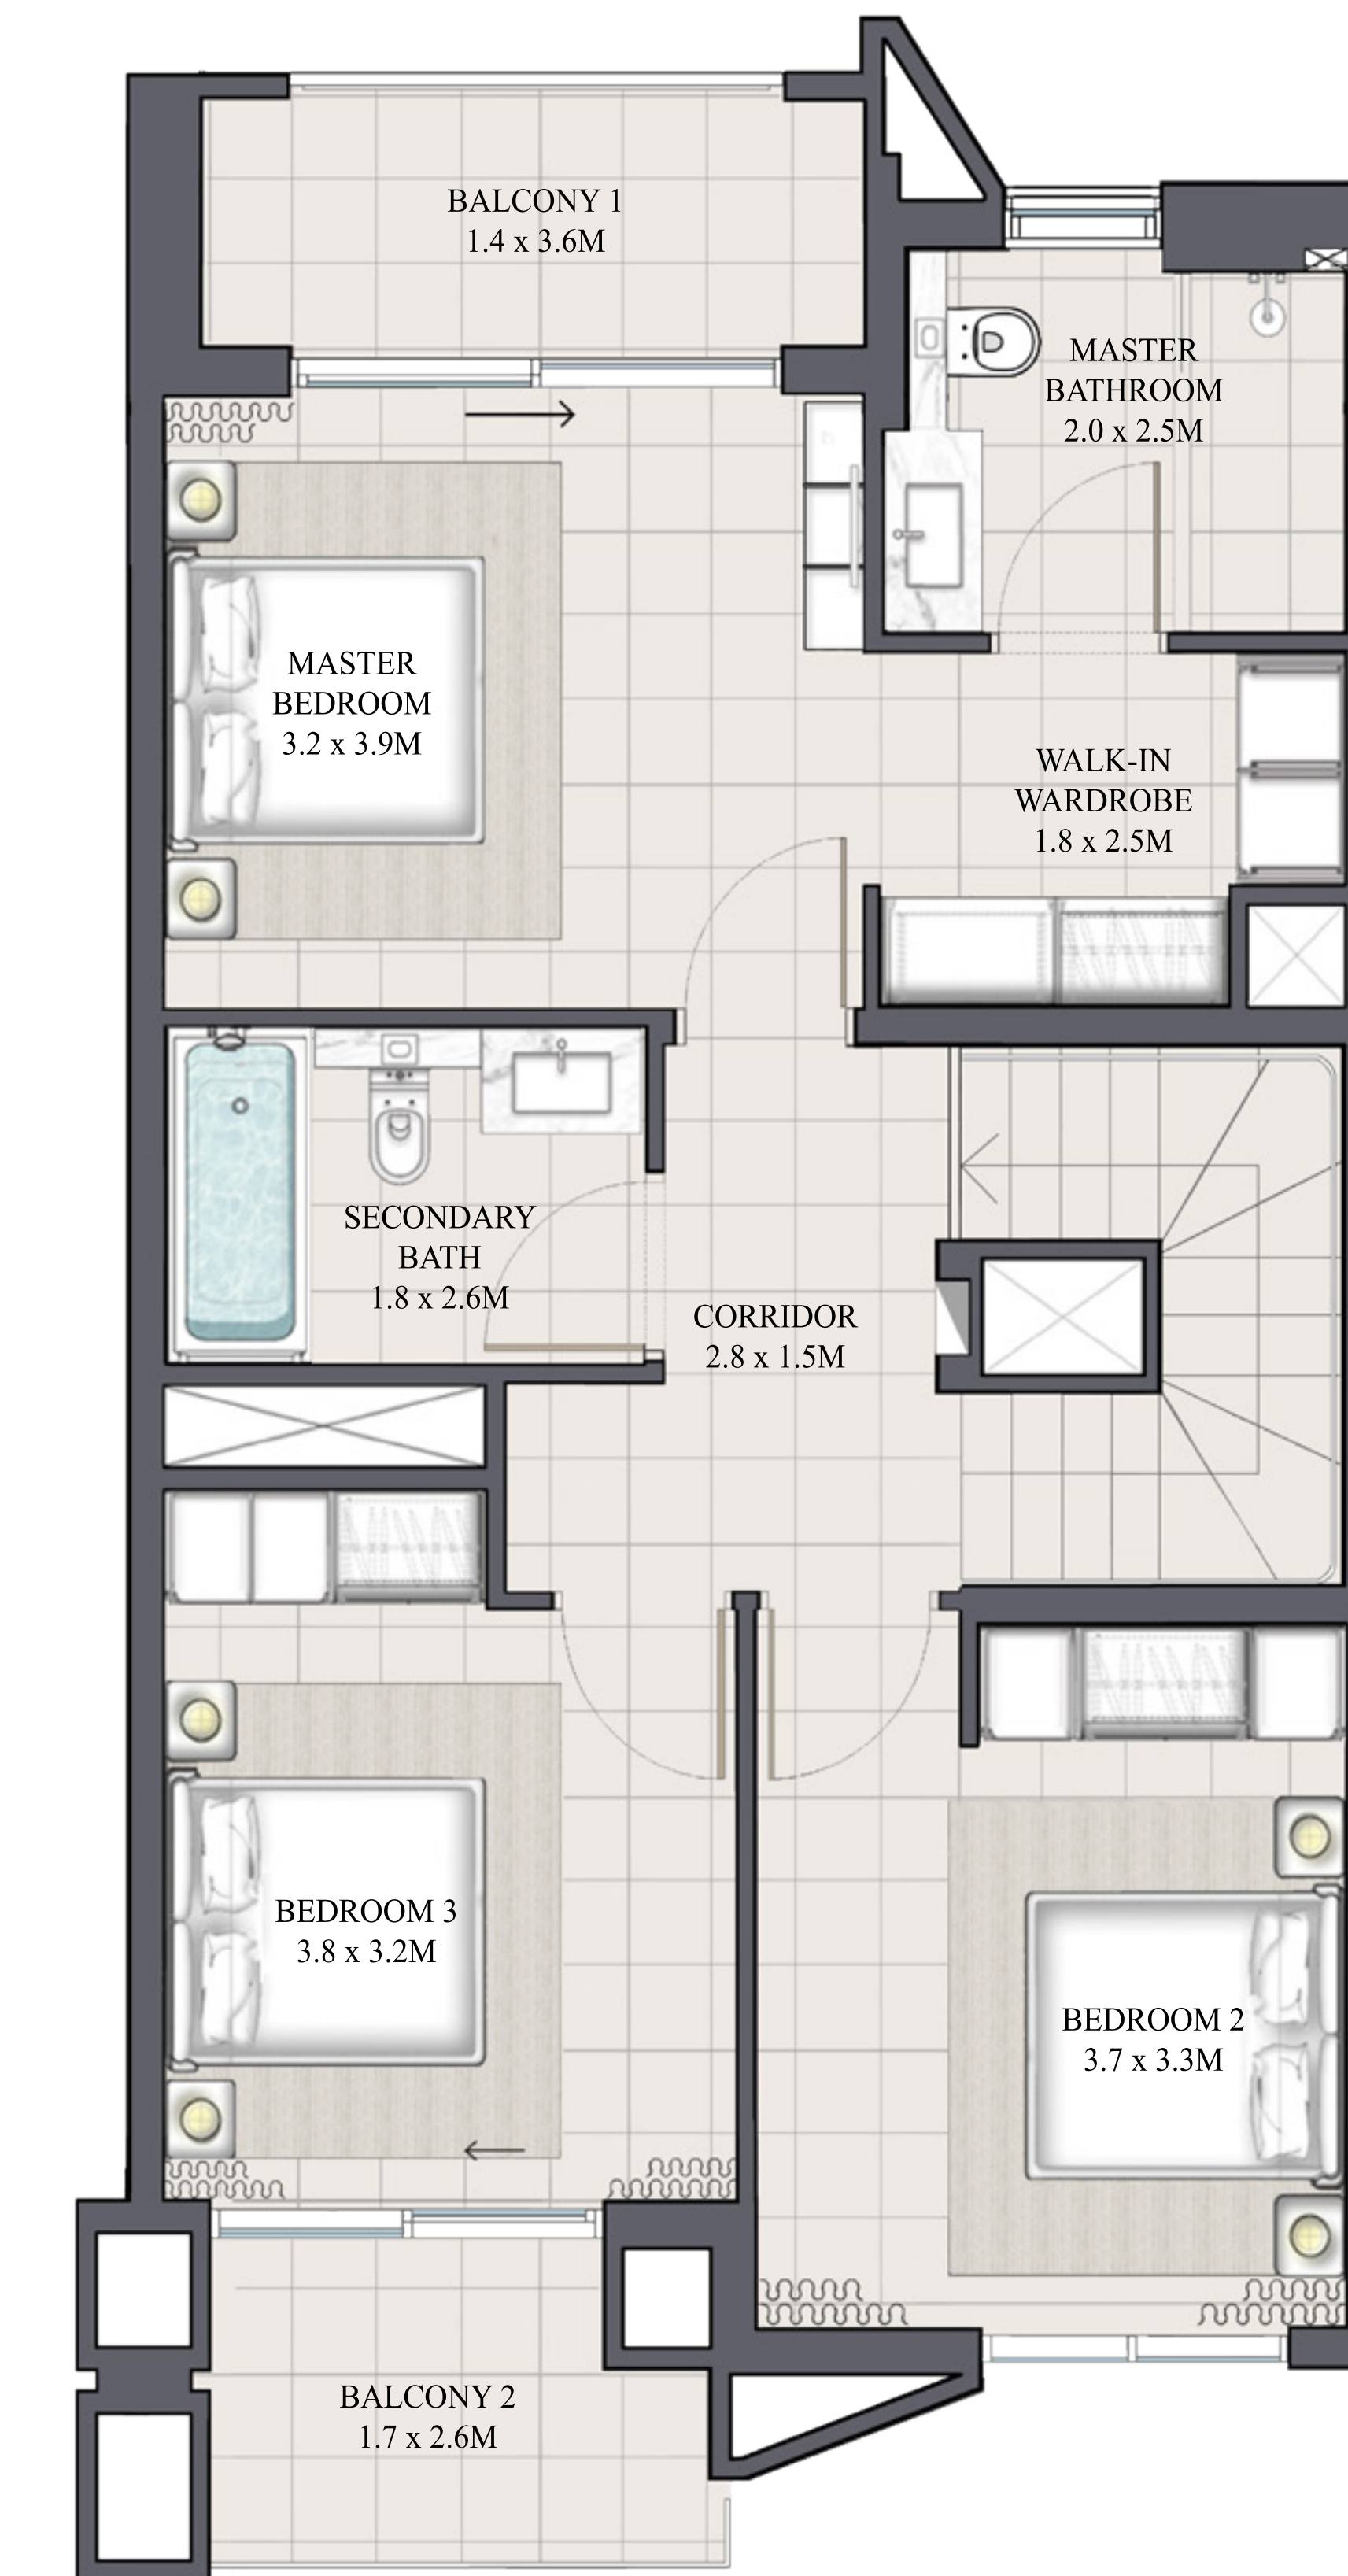 BALCONY 1
1.4 x 3.6M
MASTER
BATHROOM
2.0 x 2.5M
MASTER
BEDROOM
3.2 x 3.9M
WALK-IN
WARDROBE
1.8 x 2.5M
SECONDARY
BATH
1.8 x 2.6M
CORRIDOR
2.8 x 1.5M
BEDROOM 3
3.8 x 3.2M
BEDROOM 2
3.7 x 3.3M
BALCONY 2
1.7 x 2.6M